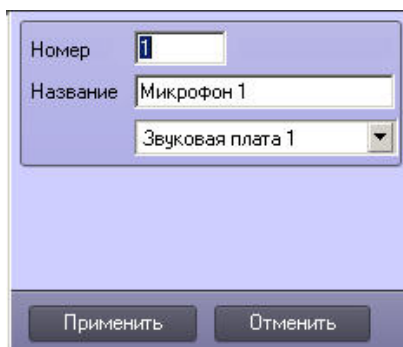 Номер 1
Название Микрофон 1
Звуковая плата 1
Применить Отменить